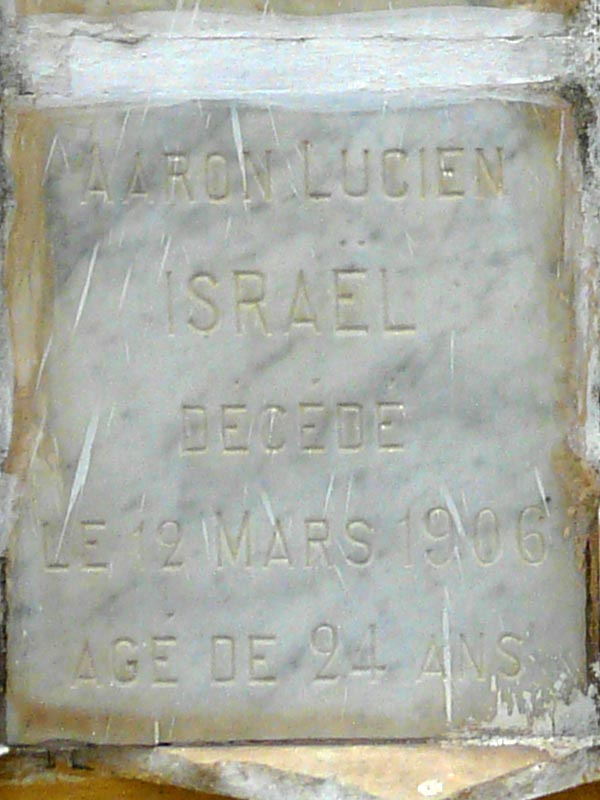 AARON LUCIEN
ISRAËL
DÉCÉDÉ
LE 12 MARS 1906
AGÉ DE 24 ANS